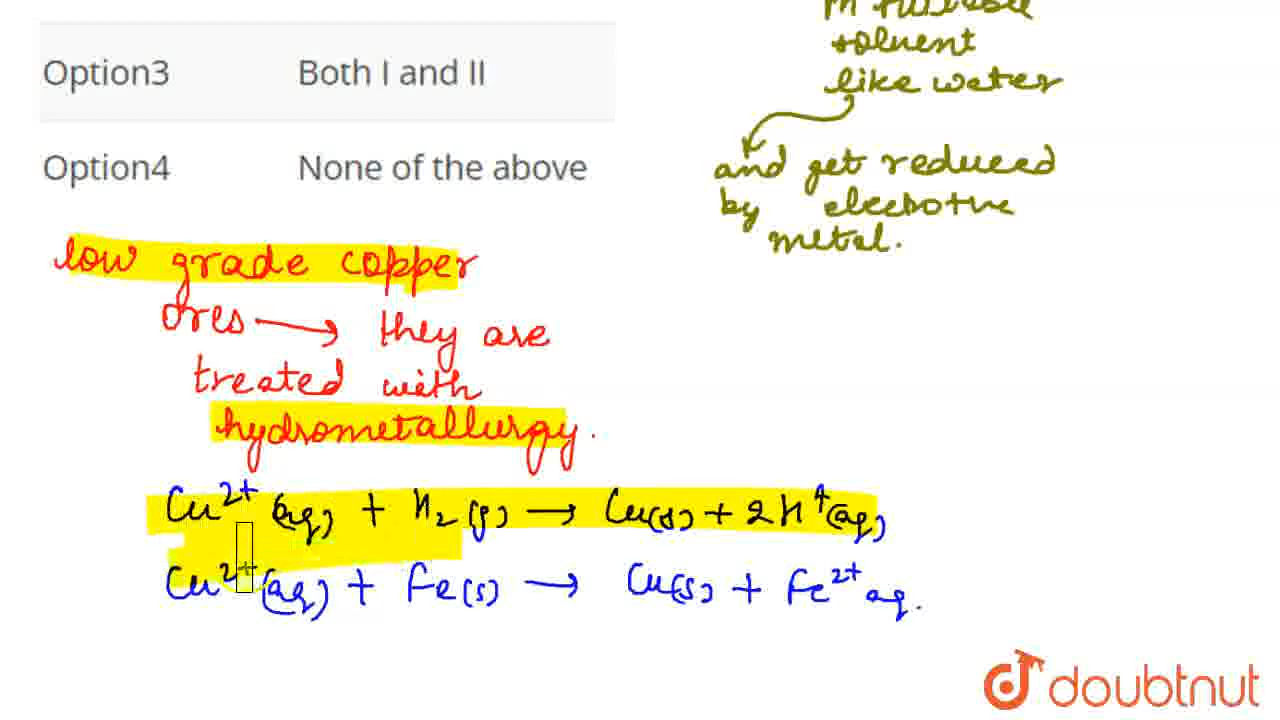 Option3 Both I and II
Option4 None of the above
solvent
like water
and get reduced
by
metal.
low grade copper
ores → they are
treated with
hydrometallurgy.
Cu²⁺ (aq) + H₂(g) → Cu(s) + 2H⁺(aq)
Cu²⁺(aq) + Fe(s) → Cu(s) + Fe²⁺ aq.
doubtnut